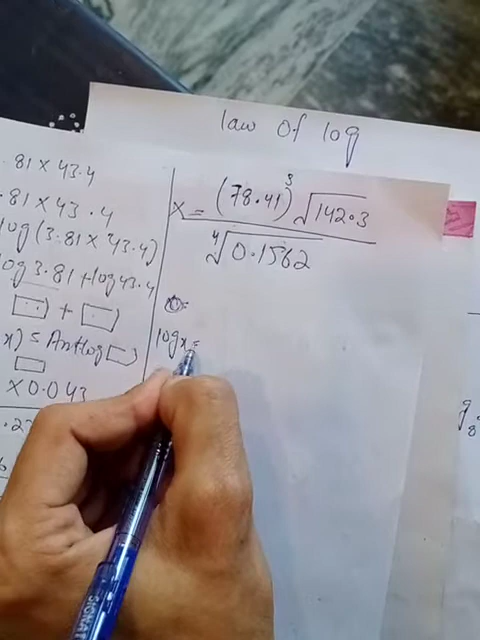 law of log
.81 × 43.4
.81 × 43.4
log(3.81 × 43.4)
log 3.81 + log 43.4
+
x) = Antlog
× 0.043
x = (78.41)³ √142.3
⁴√0.1562
log x =